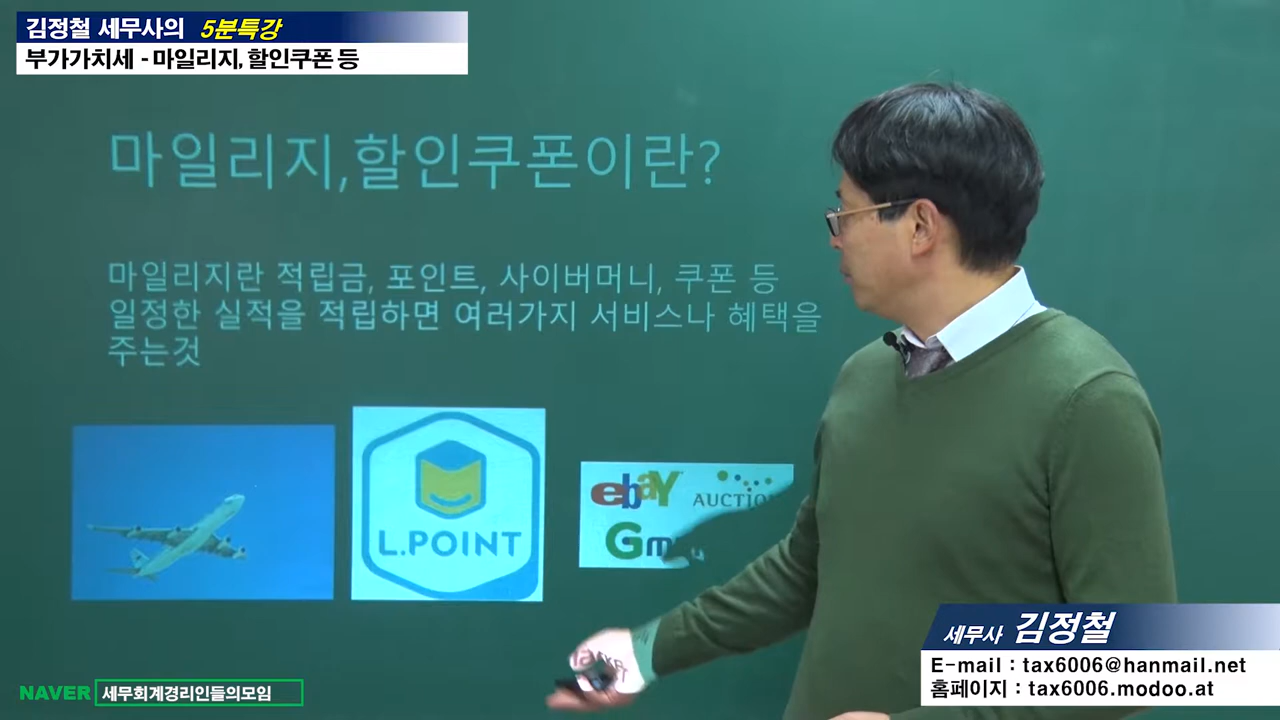 김정철 세무사의 5분특강
부가가치세 - 마일리지, 할인쿠폰 등
마일리지,할인쿠폰이란?
마일리지란 적립금, 포인트, 사이버머니, 쿠폰 등
일정한 실적을 적립하면 여러가지 서비스나 혜택을
주는것
L.POINT
ebay
AUCTIO
Gm
세무사 김정철
E-mail : tax6006@hanmail.net
홈페이지 : tax6006.modoo.at
NAVER 세무회계경리인들의모임